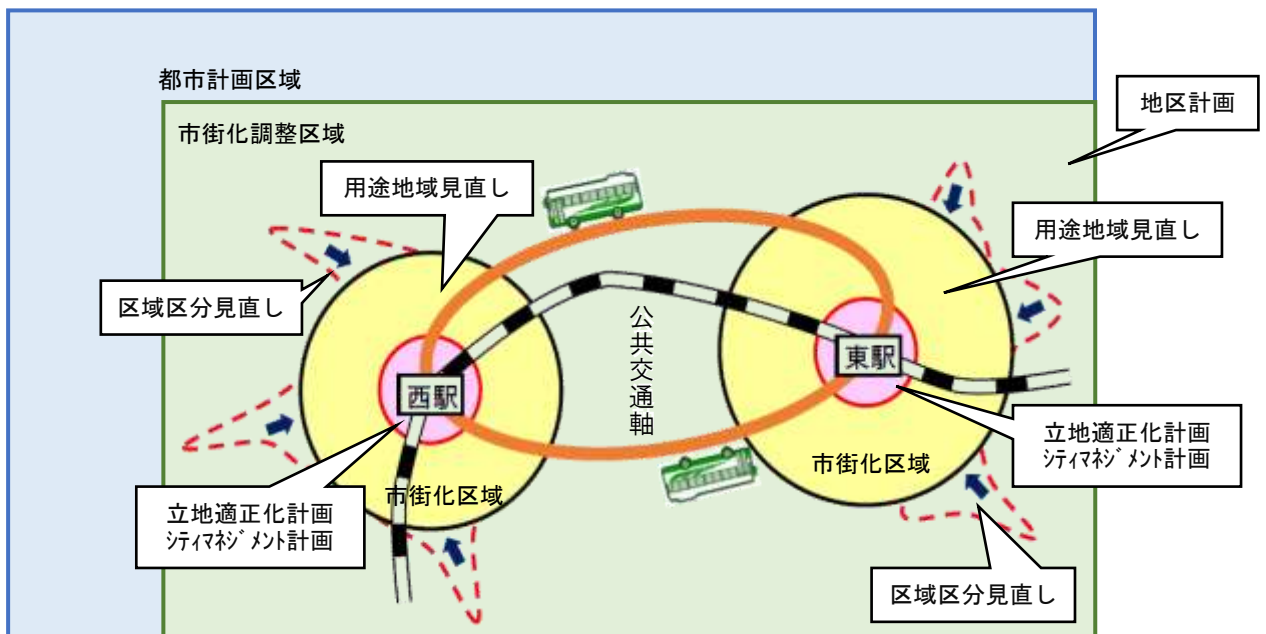 都市計画区域
地区計画
市街化調整区域
用途地域見直し
用途地域見直し
区域区分見直し
公共交通軸
東駅
西駅
立地適正化計画
ｼﾃｨﾏﾈｼﾞﾒﾝﾄ計画
市街化区域
市街化区域
立地適正化計画
ｼﾃｨﾏﾈｼﾞﾒﾝﾄ計画
区域区分見直し